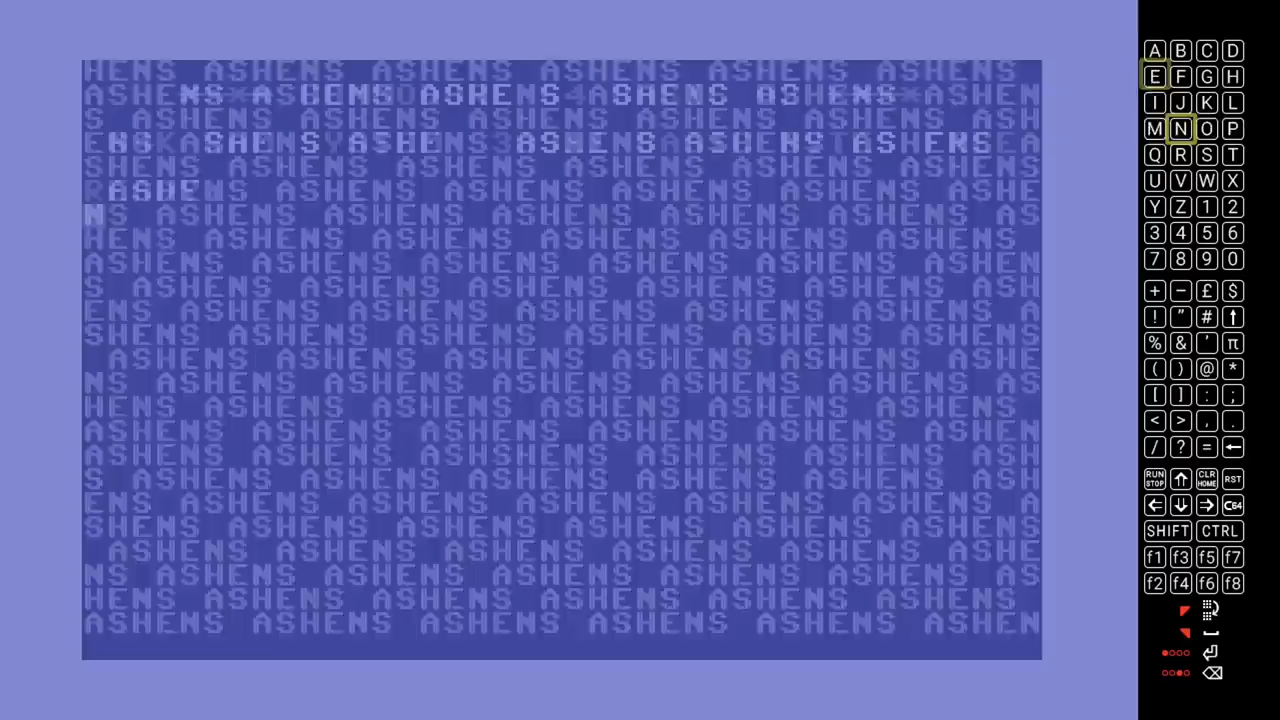 HENS ASHENS ASHENS ASHENS ASHENS ASHENS
ASHENS ASHENS ASHENS ASHENS ASHENS ASHEN
S ASHENS ASHENS ASHENS ASHENS ASHENS ASH
ENS ASHENS ASHENS ASHENS ASHENS ASHENS A
SHENS ASHENS ASHENS ASHENS ASHENS ASHENS
ASHENS ASHENS ASHENS ASHENS ASHENS ASHE
NS ASHENS ASHENS ASHENS ASHENS ASHENS AS
HENS ASHENS ASHENS ASHENS ASHENS ASHENS
ASHENS ASHENS ASHENS ASHENS ASHENS ASHEN
S ASHENS ASHENS ASHENS ASHENS ASHENS ASH
ENS ASHENS ASHENS ASHENS ASHENS ASHENS A
SHENS ASHENS ASHENS ASHENS ASHENS ASHENS
ASHENS ASHENS ASHENS ASHENS ASHENS ASHE
NS ASHENS ASHENS ASHENS ASHENS ASHENS AS
HENS ASHENS ASHENS ASHENS ASHENS ASHENS
ASHENS ASHENS ASHENS ASHENS ASHENS ASHEN
ASHENS ASHENS ASHENS ASHENS ASHENS ASHEN
S ASHENS ASHENS ASHENS ASHENS ASHENS ASH
ENS ASHENS ASHENS ASHENS ASHENS ASHENS A
SHENS ASHENS ASHENS ASHENS ASHENS ASHENS
ASHENS ASHENS ASHENS ASHENS ASHENS ASHE
NS ASHENS ASHENS ASHENS ASHENS ASHENS AS
HENS ASHENS ASHENS ASHENS ASHENS ASHENS
ASHENS ASHENS ASHENS ASHENS ASHENS ASHEN
A B C D
E F G H
I J K L
M N O P
Q R S T
U V W X
Y Z 1 2
3 4 5 6
7 8 9 0
+ − £ $
! " # ↑
% & ' π
( ) @ *
[ ] : ;
< > , .
/ ? = ←
RUN STOP ↑ CLR HOME RST
← ↓ → C64
SHIFT CTRL
f1 f3 f5 f7
f2 f4 f6 f8